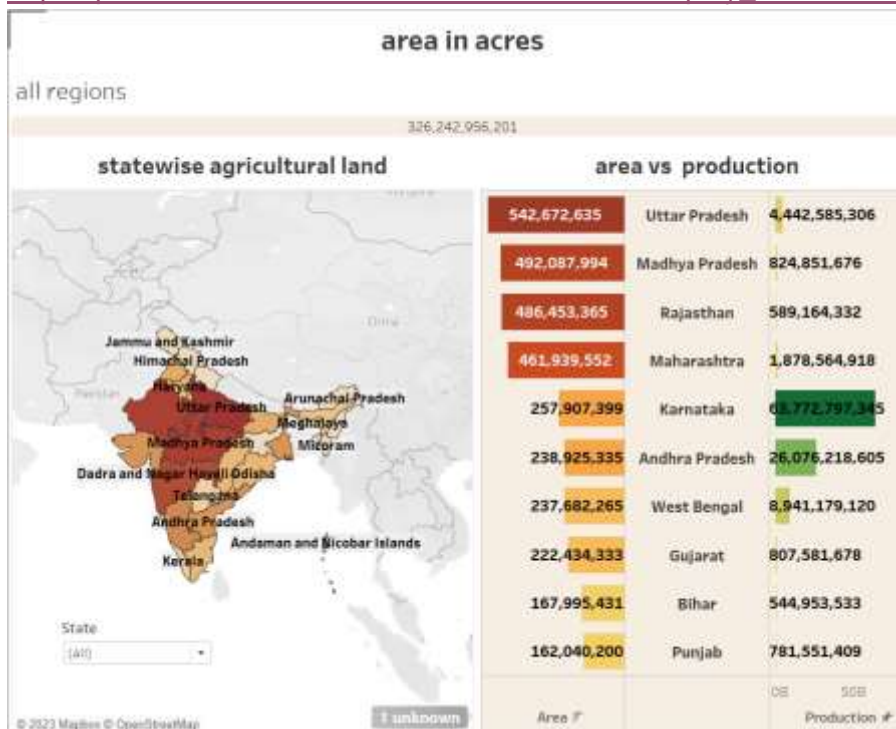 area in acres
all regions
326,242,956,201
statewise agricultural land
area vs production
542,672,635 Uttar Pradesh 4,442,585,306
492,087,994 Madhya Pradesh 824,851,676
486,453,365 Rajasthan 589,164,332
461,939,552 Maharashtra 1,878,564,918
257,907,399 Karnataka 63,772,797,345
238,925,335 Andhra Pradesh 26,076,218,605
237,682,265 West Bengal 8,941,179,120
222,434,333 Gujarat 807,581,678
167,995,431 Bihar 544,953,533
162,040,200 Punjab 781,551,409
0B 50B
Area
Production
Jammu and Kashmir
Himachal Pradesh
Haryana
Uttar Pradesh
Arunachal Pradesh
Meghalaya
Madhya Pradesh
Mizoram
Dadra and Nagar Haveli
Odisha
Telangana
Andhra Pradesh
Andaman and Nicobar Islands
Kerala
China
Pakistan
State
(All)
1 unknown
© 2023 Mapbox © OpenStreetMap